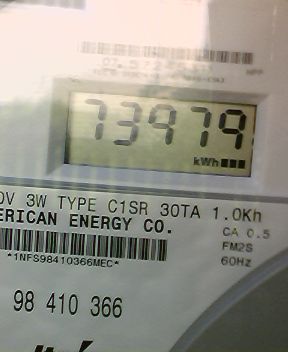 73979
kWh
0V 3W TYPE C1SR 30TA 1.0Kh
ERICAN ENERGY CO.
CA 0.5
FM2S
*1NFS98410366MEC*
60Hz
98 410 366